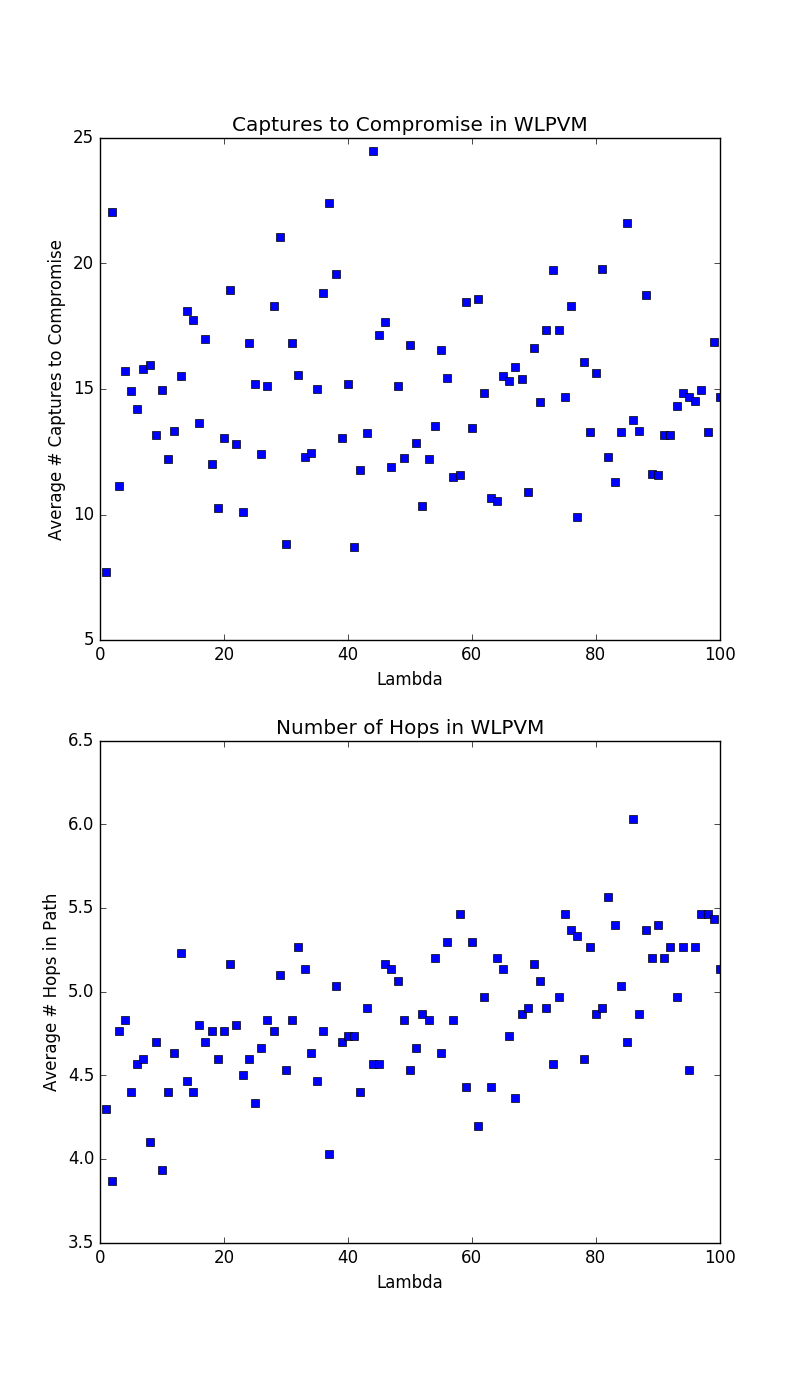 Captures to Compromise in WLPVM
25
20
15
10
5
Average # Captures to Compromise
0 20 40 60 80 100
Lambda
Number of Hops in WLPVM
6.5
6.0
5.5
5.0
4.5
4.0
3.5
Average # Hops in Path
0 20 40 60 80 100
Lambda